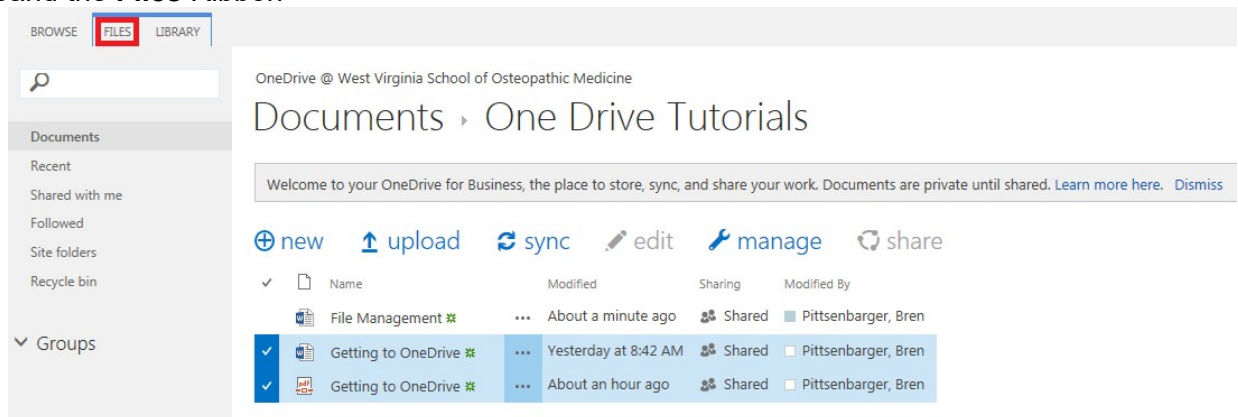 BROWSE FILES LIBRARY
OneDrive @ West Virginia School of Osteopathic Medicine
Documents › One Drive Tutorials
Documents
Recent
Shared with me
Followed
Site folders
Recycle bin
Groups
Welcome to your OneDrive for Business, the place to store, sync, and share your work. Documents are private until shared. Learn more here. Dismiss
new upload sync edit manage share
Name Modified Sharing Modified By
File Management ... About a minute ago Shared Pittsenbarger, Bren
Getting to OneDrive ... Yesterday at 8:42 AM Shared Pittsenbarger, Bren
Getting to OneDrive ... About an hour ago Shared Pittsenbarger, Bren